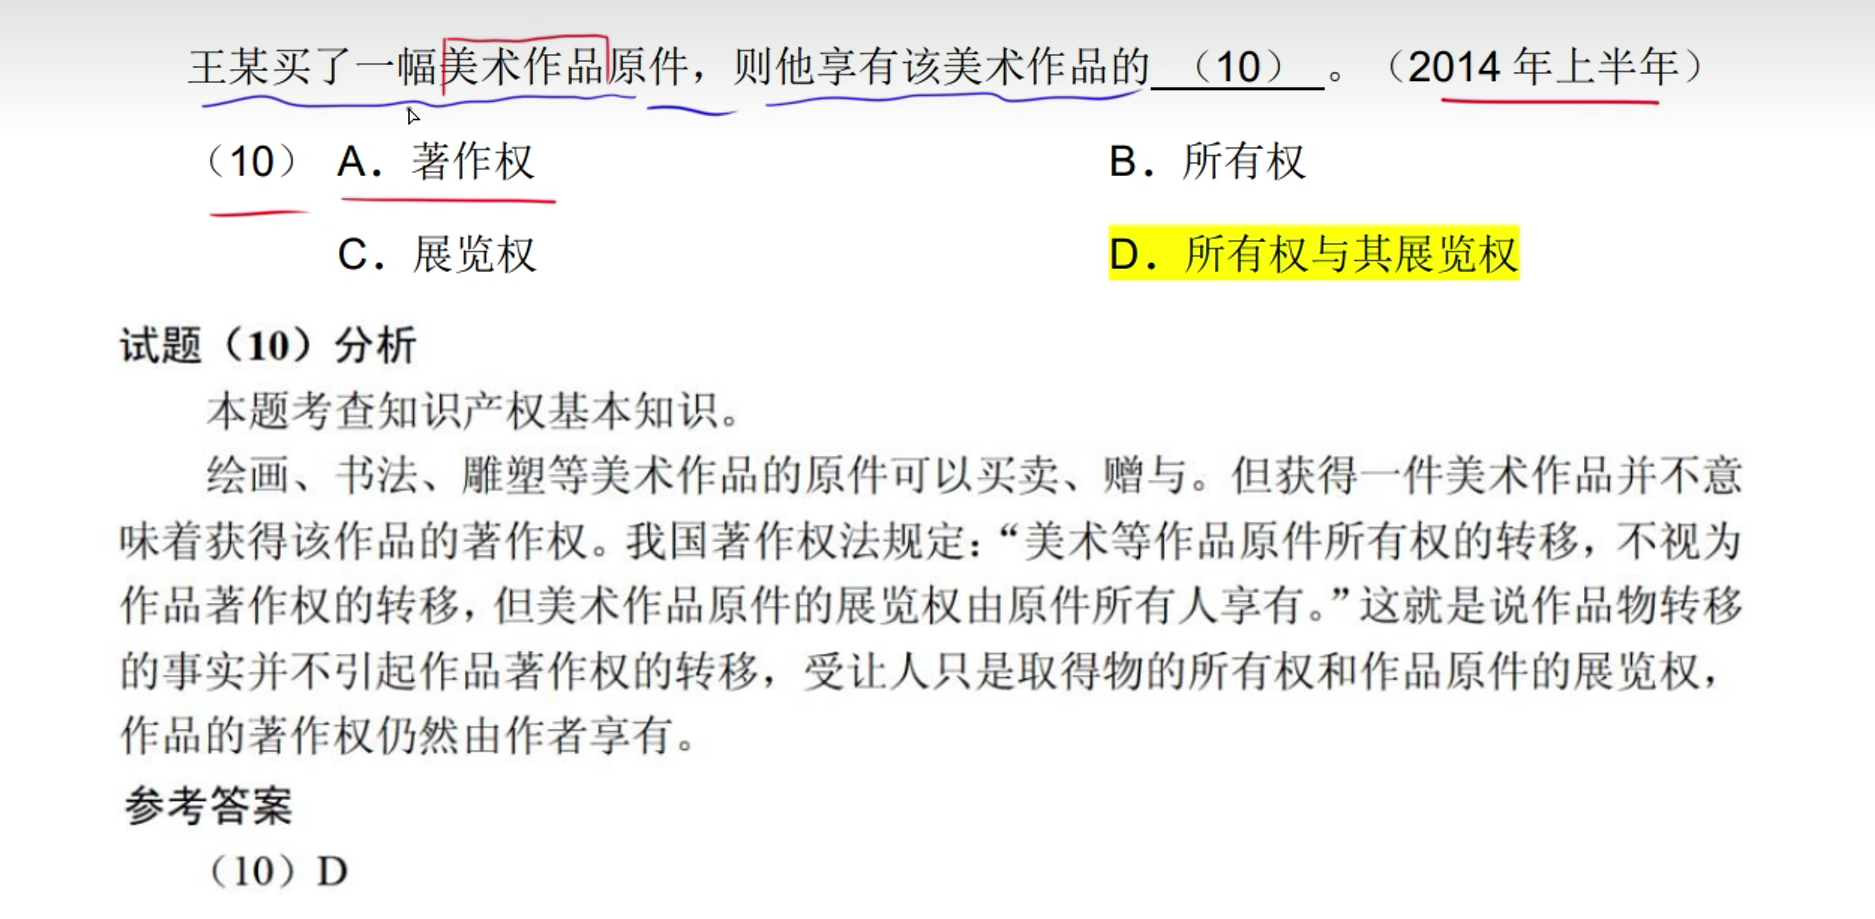 王某买了一幅美术作品原件，则他享有该美术作品的 （10） 。（2014 年上半年）
（10） A．著作权 B．所有权
C．展览权 D．所有权与其展览权
试题（10）分析
本题考查知识产权基本知识。
绘画、书法、雕塑等美术作品的原件可以买卖、赠与。但获得一件美术作品并不意
味着获得该作品的著作权。我国著作权法规定：“美术等作品原件所有权的转移，不视为
作品著作权的转移，但美术作品原件的展览权由原件所有人享有。”这就是说作品物转移
的事实并不引起作品著作权的转移，受让人只是取得物的所有权和作品原件的展览权，
作品的著作权仍然由作者享有。
参考答案
（10）D